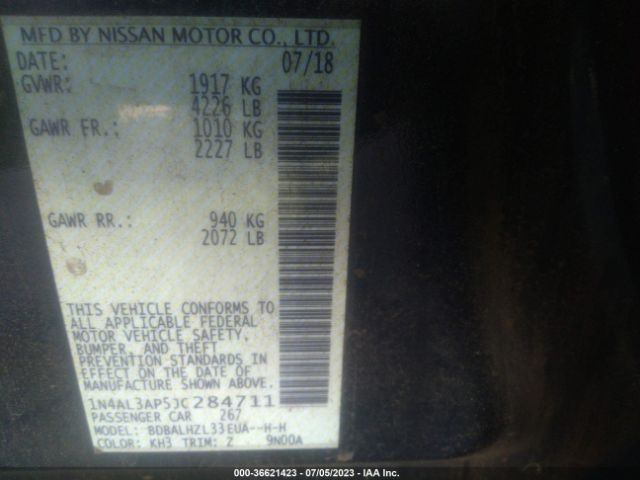 MFD BY NISSAN MOTOR CO., LTD.
DATE: 07/18
GVWR: 1917 KG
4226 LB
GAWR FR.: 1010 KG
2227 LB
GAWR RR.: 940 KG
2072 LB
THIS VEHICLE CONFORMS TO
ALL APPLICABLE FEDERAL
MOTOR VEHICLE SAFETY,
BUMPER, AND THEFT
PREVENTION STANDARDS IN
EFFECT ON THE DATE OF
MANUFACTURE SHOWN ABOVE.
1N4AL3AP5JC284711
PASSENGER CAR 267
MODEL: BDBALHZL33EUA--H-H
COLOR: KH3 TRIM: Z 9N00A
000-36621423 - 07/05/2023 - IAA Inc.